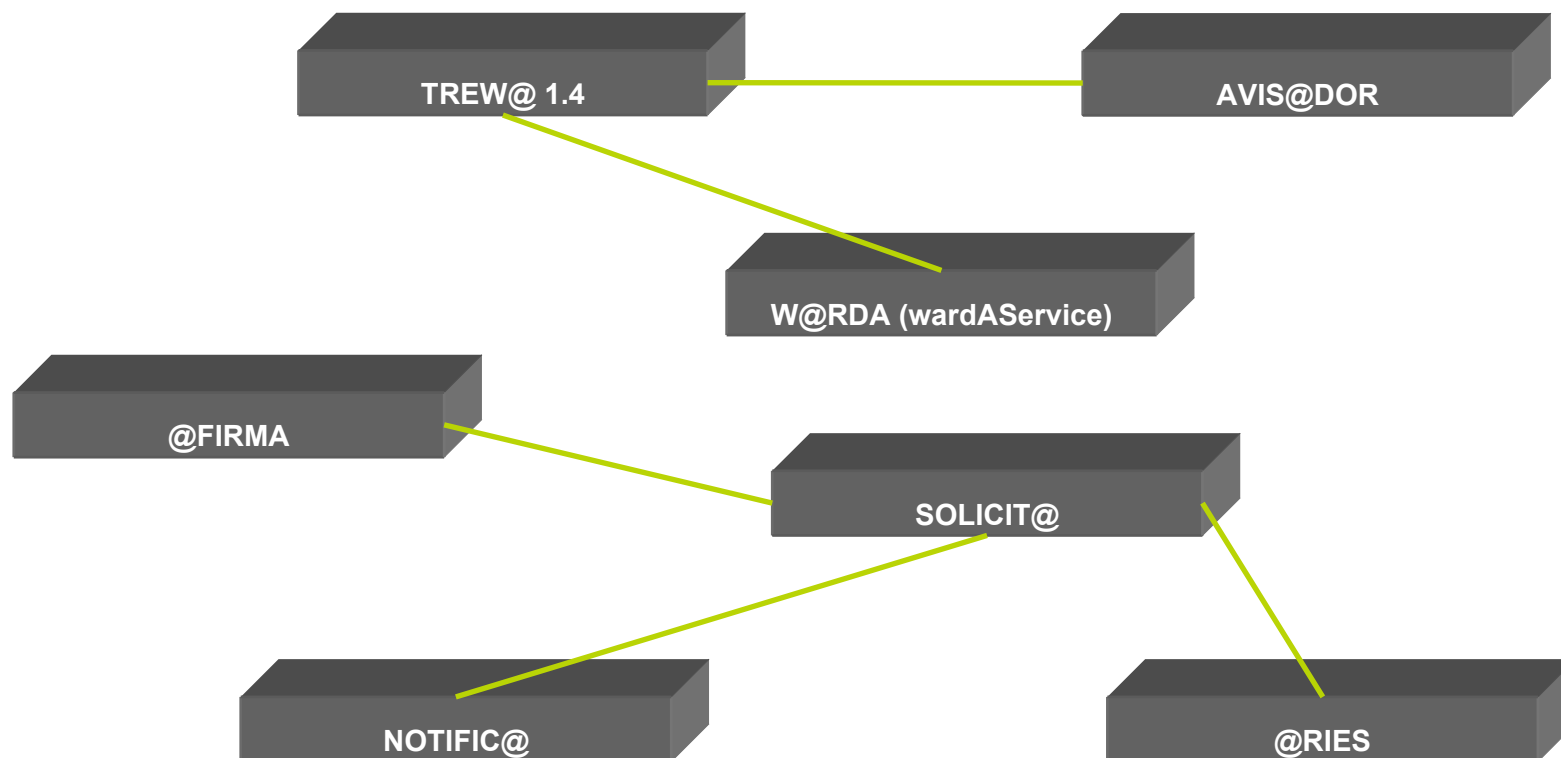 TREW@ 1.4
AVIS@DOR
W@RDA (wardAService)
@FIRMA
SOLICIT@
NOTIFIC@
@RIES